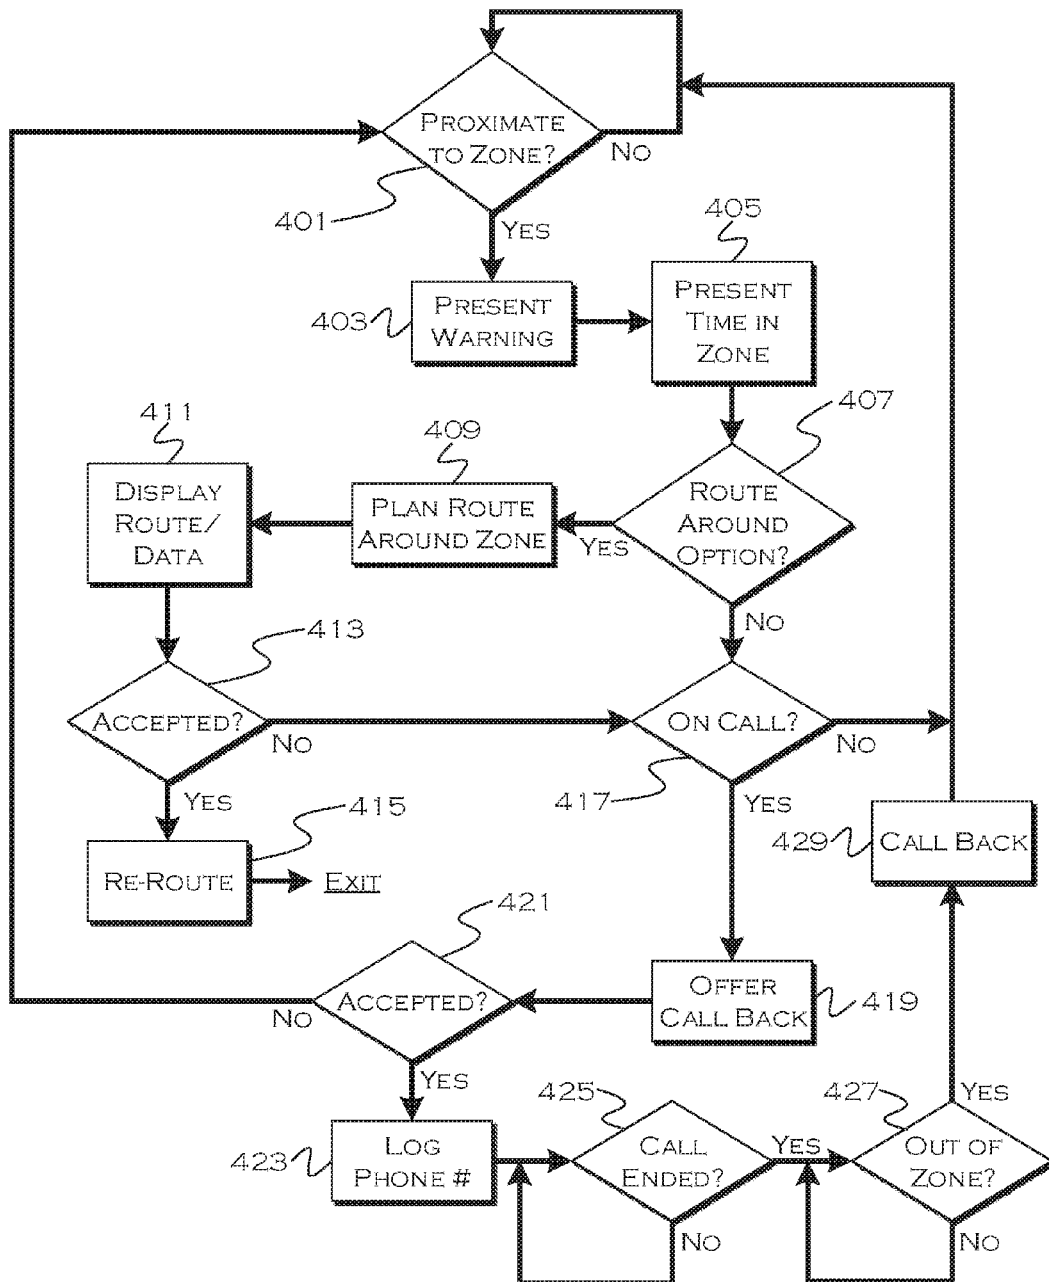 PROXIMATE
TO ZONE?
NO
401
YES
405
PRESENT
WARNING
403
PRESENT
TIME IN
ZONE
407
411
409
DISPLAY
ROUTE/
DATA
PLAN ROUTE
AROUND ZONE
YES
ROUTE
AROUND
OPTION?
NO
413
ACCEPTED?
NO
ON CALL?
NO
YES
417
YES
415
429
CALL BACK
RE-ROUTE
EXIT
421
ACCEPTED?
NO
OFFER
CALL BACK
419
YES
425
427
YES
LOG
PHONE #
423
CALL
ENDED?
YES
OUT OF
ZONE?
NO
NO